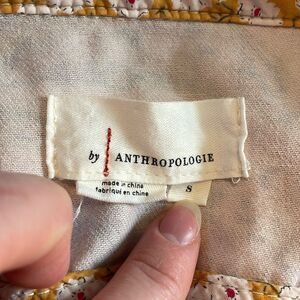 by ANTHROPOLOGIE
made in china
fabriqué en chine
S